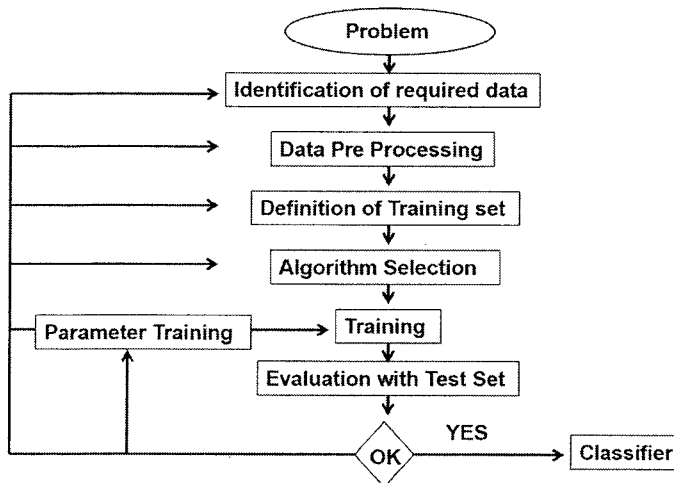 Problem
Identification of required data
Data Pre Processing
Definition of Training set
Algorithm Selection
Parameter Training
Training
Evaluation with Test Set
OK
YES
Classifier